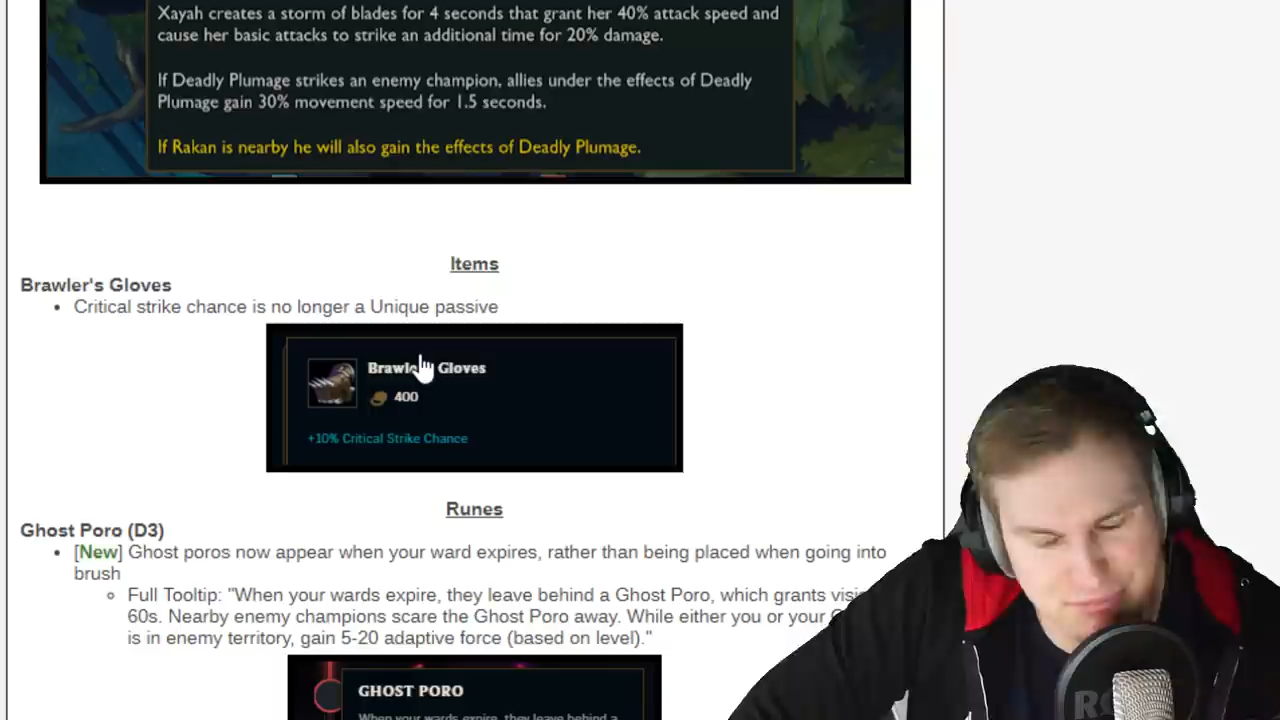 Xayah creates a storm of blades for 4 seconds that grant her 40% attack speed and
cause her basic attacks to strike an additional time for 20% damage.
If Deadly Plumage strikes an enemy champion, allies under the effects of Deadly
Plumage gain 30% movement speed for 1.5 seconds.
If Rakan is nearby he will also gain the effects of Deadly Plumage.
Items
Brawler's Gloves
• Critical strike chance is no longer a Unique passive
Gloves
400
+10% Critical Strike Chance
Runes
Ghost Poro (D3)
• [New] Ghost poros now appear when your ward expires, rather than being placed when going into
brush
Full Tooltip: "When your wards expire, they leave behind a Ghost Poro, which grants
60s. Nearby enemy champions scare the Ghost Poro away. While either you or your
is in enemy territory, gain 5-20 adaptive force (based on level)."
GHOST PORO
When your wards expire, they leave behind a